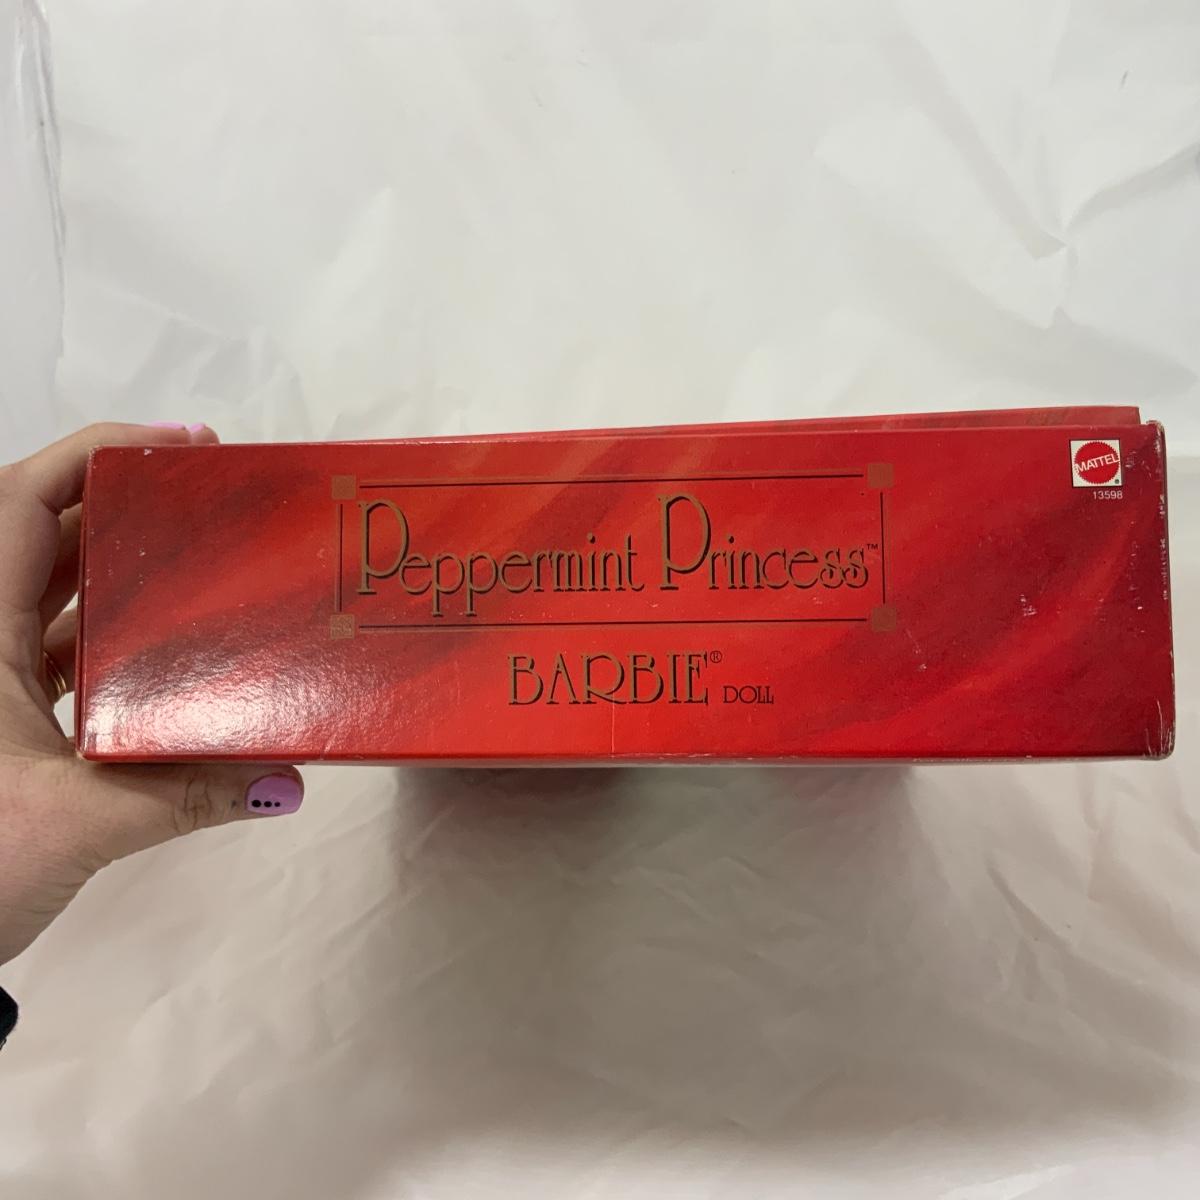 MATTEL
13598
Peppermint Princess™
BARBIE® DOLL